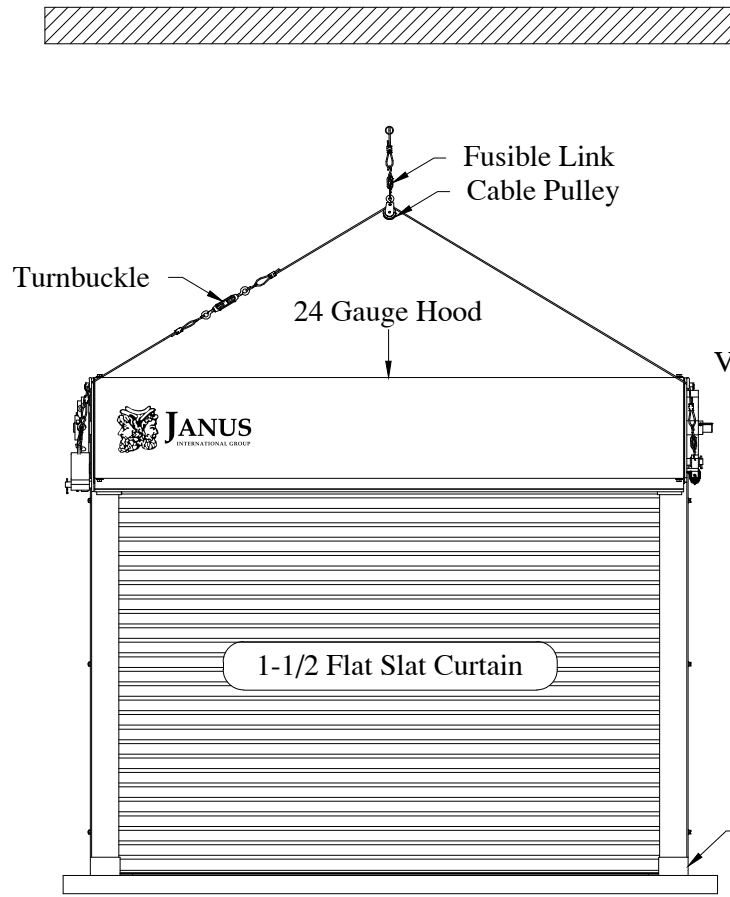 Fusible Link
Cable Pulley
Turnbuckle
24 Gauge Hood
V
JANUS
INTERNATIONAL GROUP
1-1/2 Flat Slat Curtain